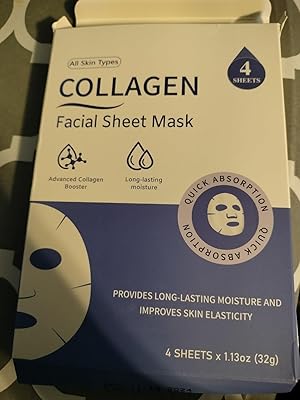 All Skin Types
4
SHEETS
COLLAGEN
Facial Sheet Mask
Advanced Collagen
Booster
Long-lasting
moisture
QUICK ABSORPTION
QUICK ABSORPTION
PROVIDES LONG-LASTING MOISTURE AND
IMPROVES SKIN ELASTICITY
4 SHEETS x 1.13oz (32g)